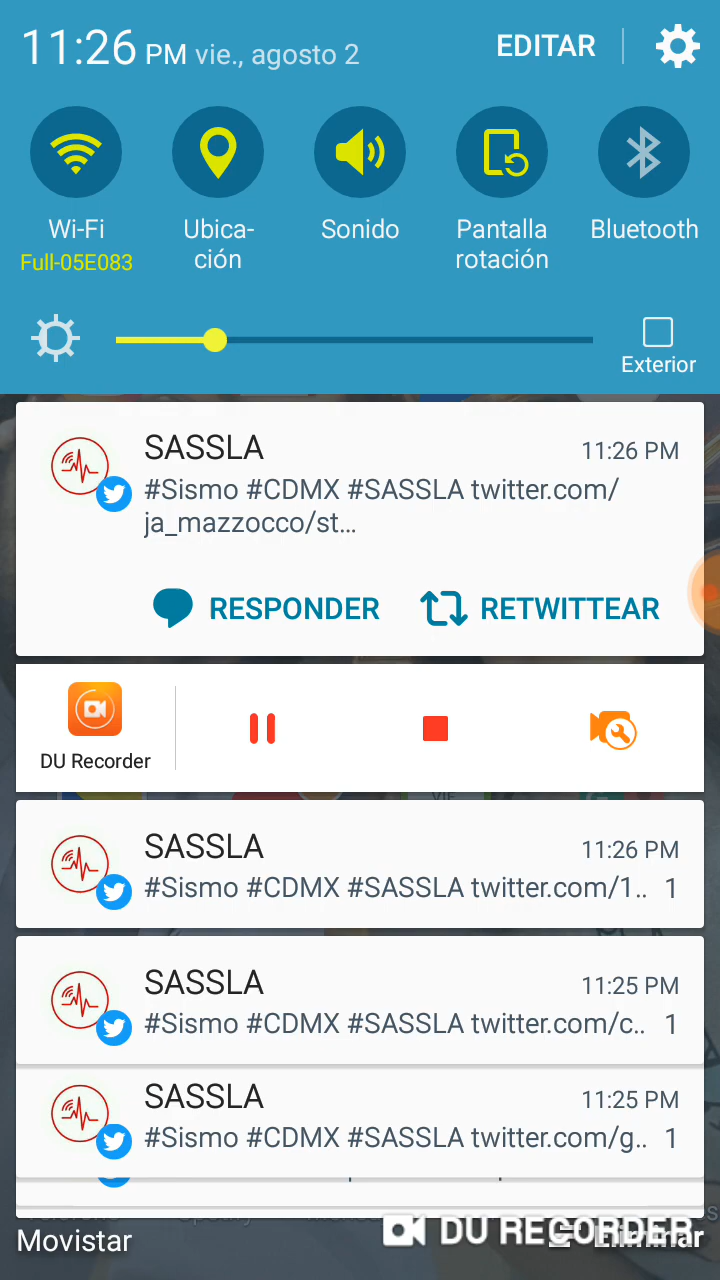 11:26 PM vie., agosto 2
EDITAR
Wi-Fi
Full-05E083
Ubica-
ción
Sonido
Pantalla
rotación
Bluetooth
Exterior
SASSLA
11:26 PM
#Sismo #CDMX #SASSLA twitter.com/
ja_mazzocco/st...
RESPONDER
RETWITTEAR
DU Recorder
SASSLA
11:26 PM
#Sismo #CDMX #SASSLA twitter.com/1.. 1
SASSLA
11:25 PM
#Sismo #CDMX #SASSLA twitter.com/c.. 1
SASSLA
11:25 PM
#Sismo #CDMX #SASSLA twitter.com/g.. 1
Movistar
DU RECORDER
Eliminar